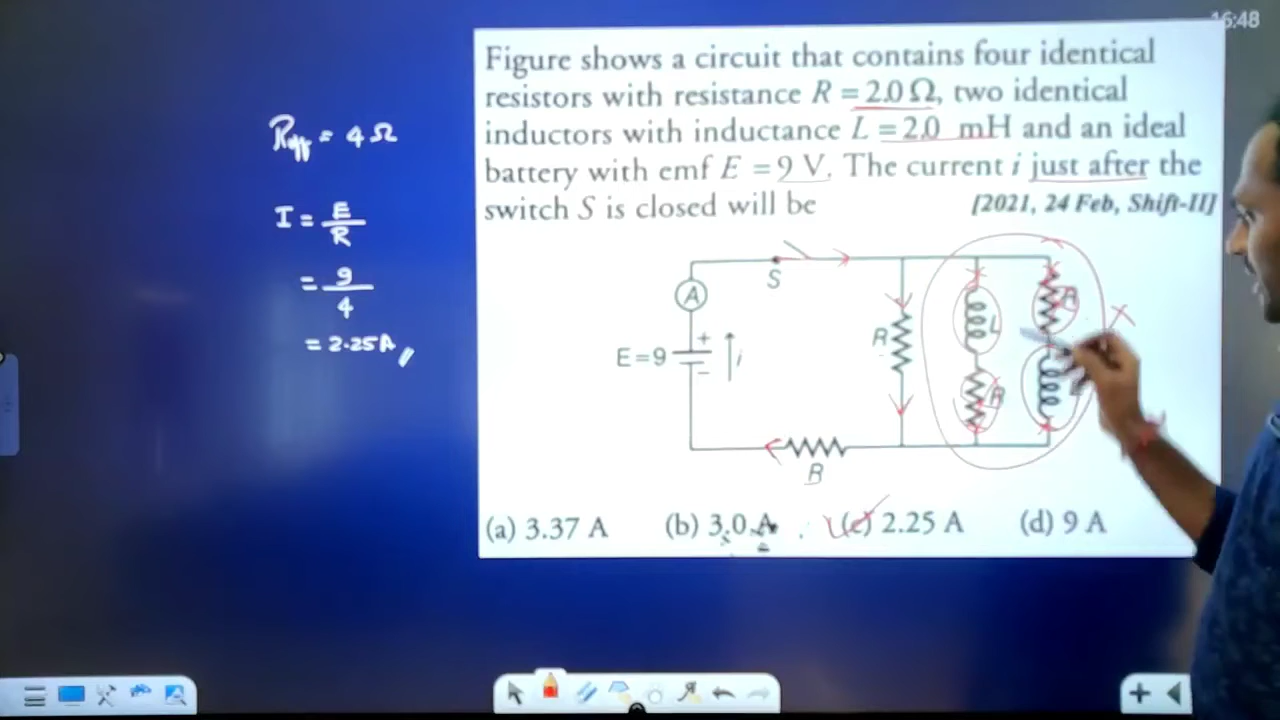 16:48
Figure shows a circuit that contains four identical
resistors with resistance R = 2.0 Ω, two identical
inductors with inductance L = 2.0 mH and an ideal
battery with emf E = 9 V. The current i just after the
switch S is closed will be
[2021, 24 Feb, Shift-II]
Reff = 4 Ω
I = E/R
= 9/4
= 2.25A
S
A
E=9
+
−
i
R
L
R
R
L
R
(a) 3.37 A
(b) 3.0 A
(c) 2.25 A
(d) 9 A